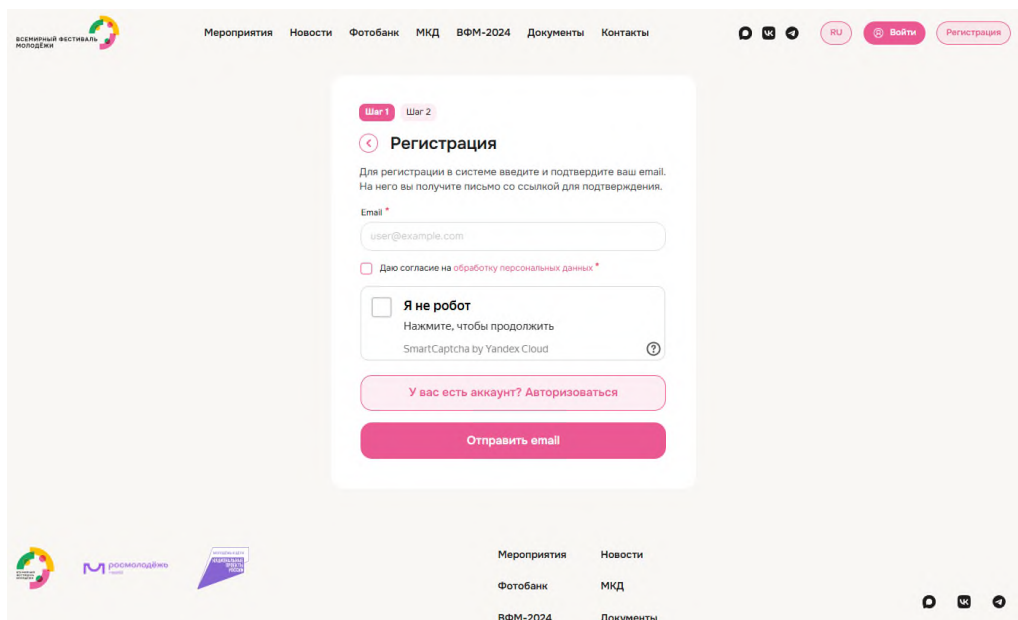 ВСЕМИРНЫЙ ФЕСТИВАЛЬ
МОЛОДЁЖИ
Мероприятия Новости Фотобанк МКД ВФМ-2024 Документы Контакты
RU Войти Регистрация
Шаг 1 Шаг 2
Регистрация
Для регистрации в системе введите и подтвердите ваш email.
На него вы получите письмо со ссылкой для подтверждения.
Email *
user@example.com
Даю согласие на обработку персональных данных *
Я не робот
Нажмите, чтобы продолжить
SmartCaptcha by Yandex Cloud
У вас есть аккаунт? Авторизоваться
Отправить email
росмолодёжь
Мероприятия Новости
Фотобанк МКД
ВФМ-2024 Документы